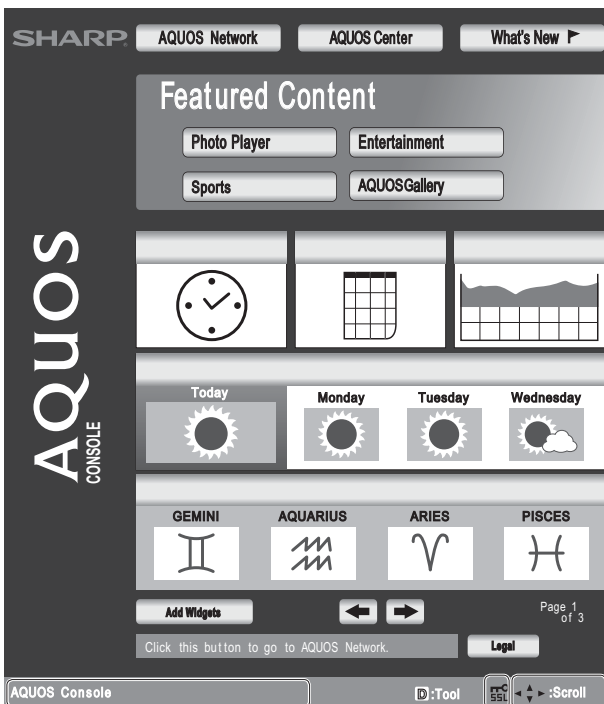 SHARP
AQUOS Network
AQUOS Center
What's New
Featured Content
Photo Player
Entertainment
Sports
AQUOSGallery
AQUOS
CONSOLE
Today
Monday
Tuesday
Wednesday
GEMINI
AQUARIUS
ARIES
PISCES
Add Widgets
Page 1
of 3
Click this button to go to AQUOS Network.
Legal
AQUOS Console
D:Tool
SSL
:Scroll